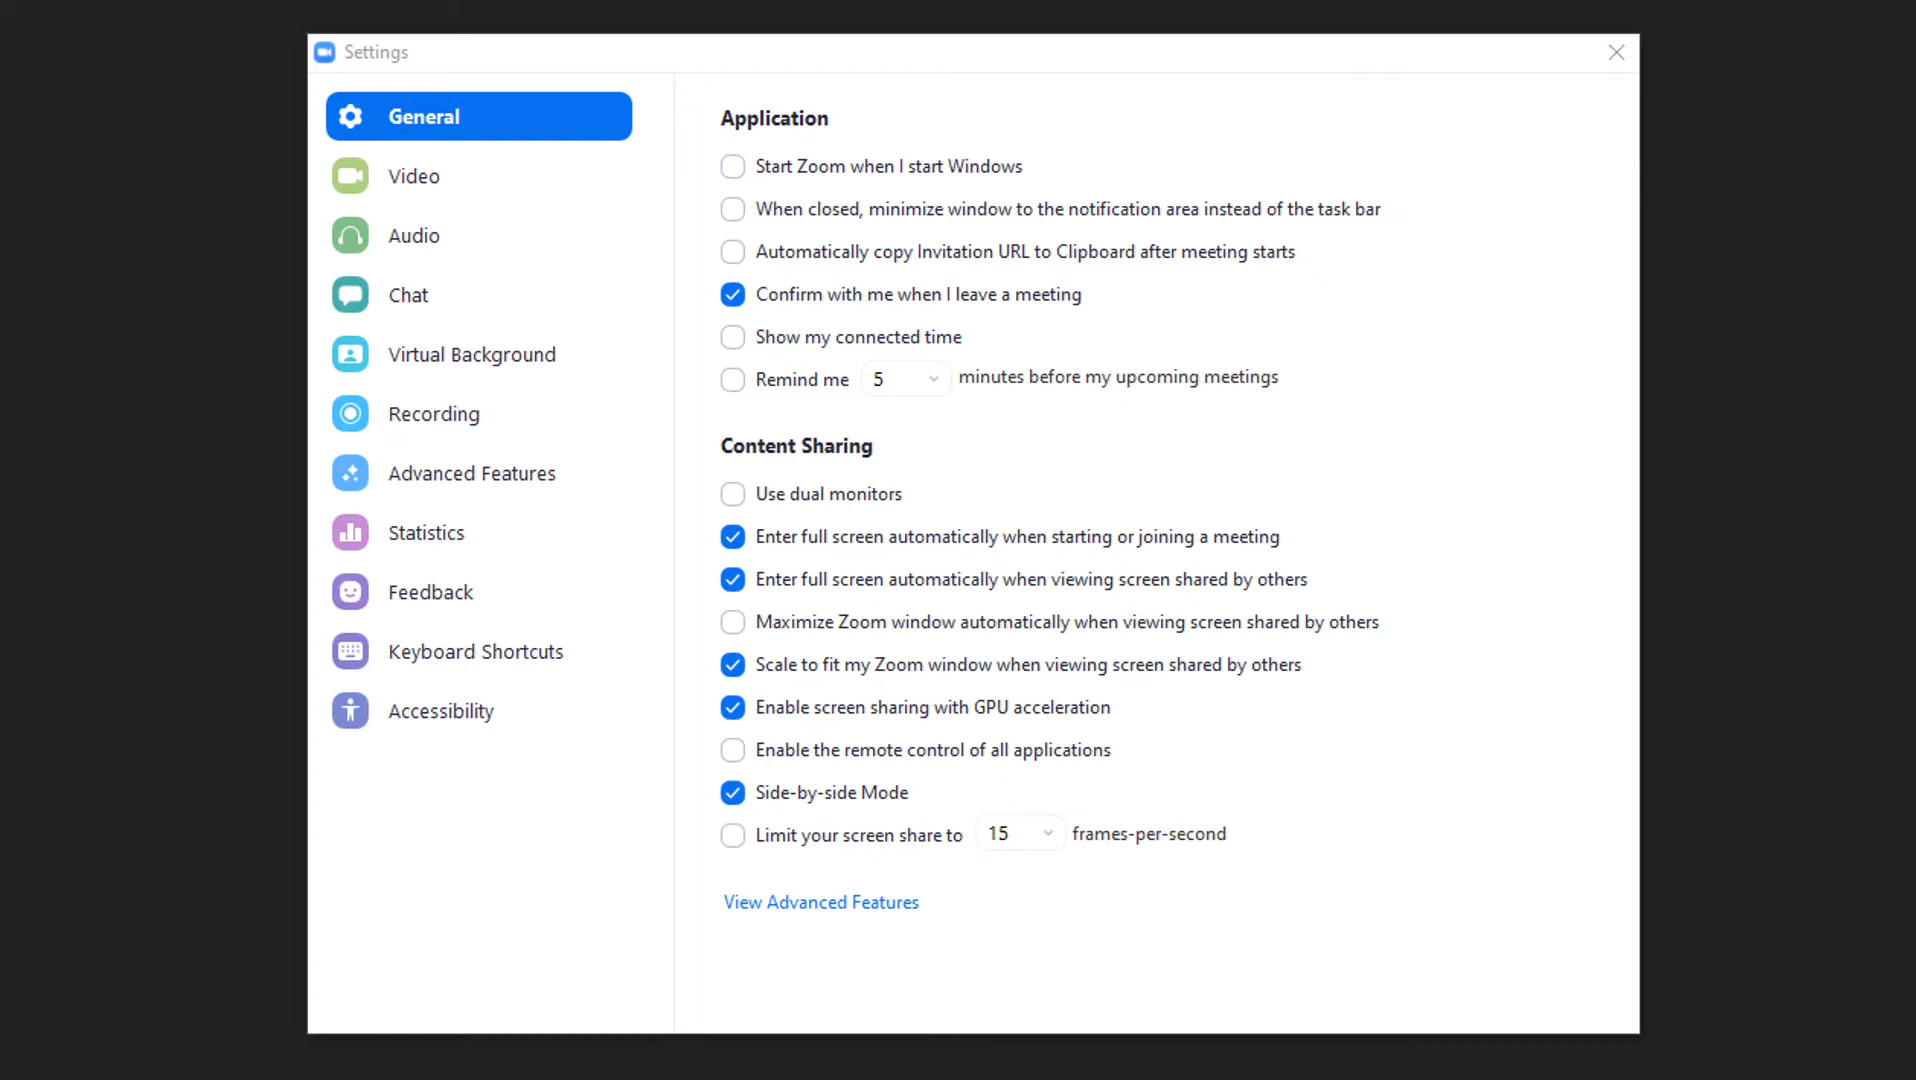 Settings
General
Video
Audio
Chat
Virtual Background
Recording
Advanced Features
Statistics
Feedback
Keyboard Shortcuts
Accessibility
Application
Start Zoom when I start Windows
When closed, minimize window to the notification area instead of the task bar
Automatically copy Invitation URL to Clipboard after meeting starts
Confirm with me when I leave a meeting
Show my connected time
Remind me 5 minutes before my upcoming meetings
Content Sharing
Use dual monitors
Enter full screen automatically when starting or joining a meeting
Enter full screen automatically when viewing screen shared by others
Maximize Zoom window automatically when viewing screen shared by others
Scale to fit my Zoom window when viewing screen shared by others
Enable screen sharing with GPU acceleration
Enable the remote control of all applications
Side-by-side Mode
Limit your screen share to 15 frames-per-second
View Advanced Features